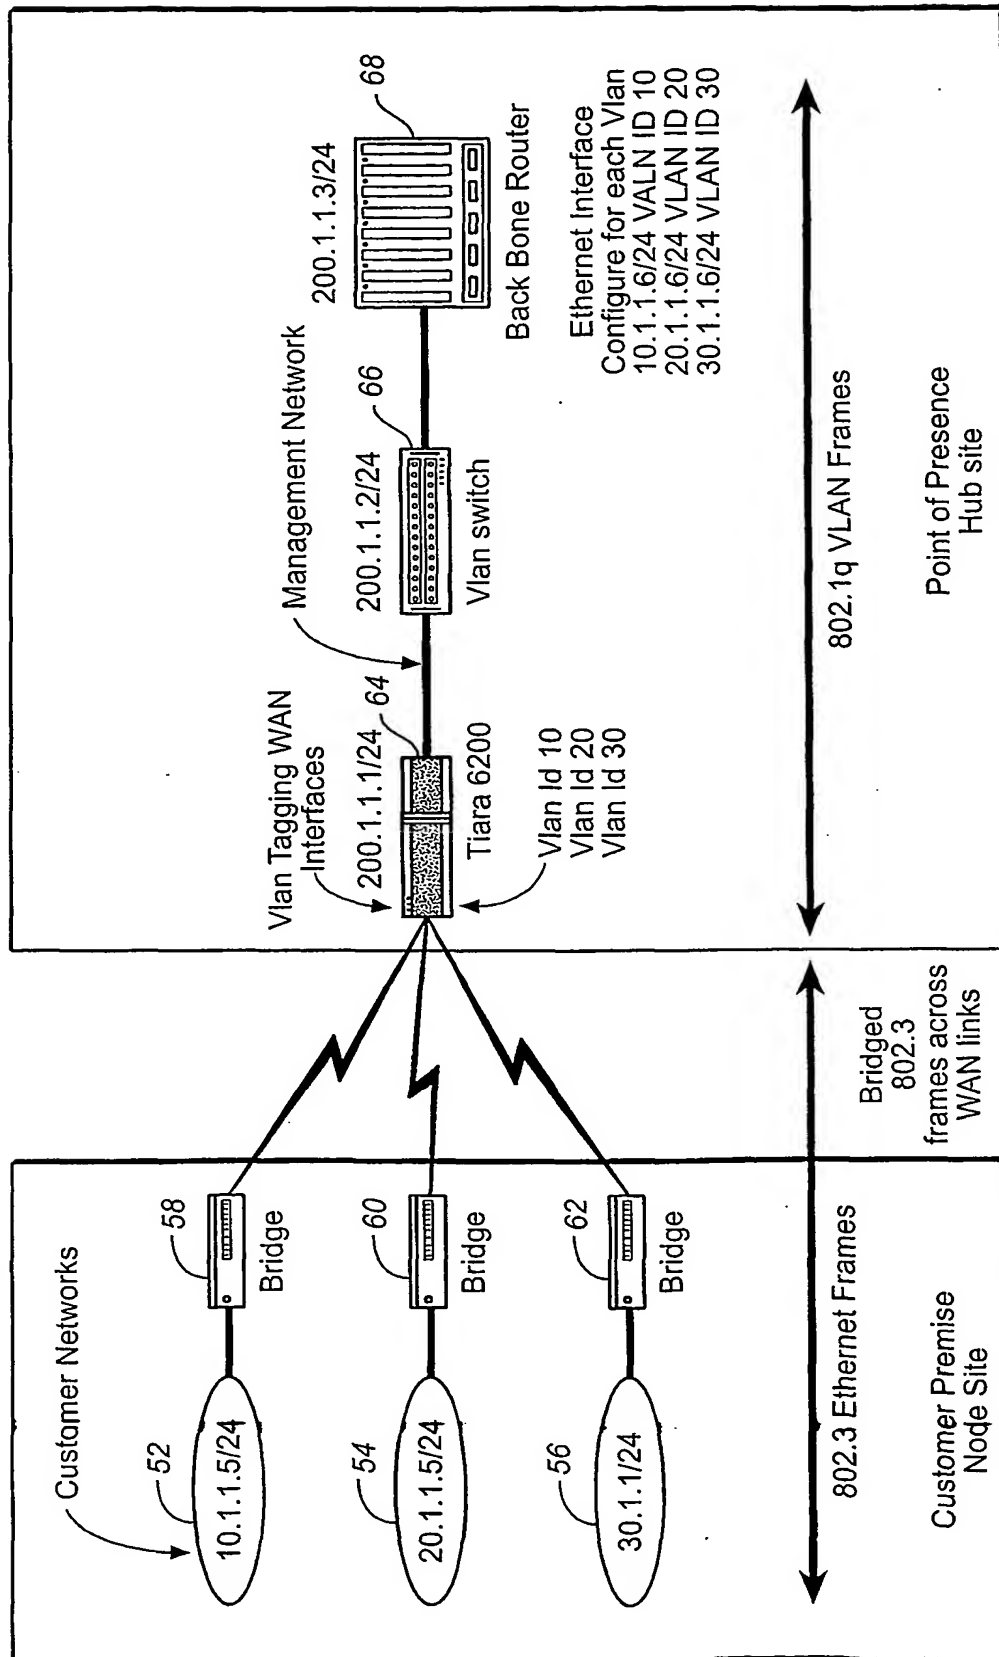 Customer Networks
52
10.1.1.5/24
58
Bridge
54
20.1.1.5/24
60
Bridge
56
30.1.1/24
62
Bridge
802.3 Ethernet Frames
Customer Premise
Node Site
Bridged
802.3
frames across
WAN links
Vlan Tagging WAN
Interfaces
200.1.1.1/24
64
Tiara 6200
Vlan Id 10
Vlan Id 20
Vlan Id 30
Management Network
200.1.1.2/24
66
Vlan switch
200.1.1.3/24
68
Back Bone Router
Ethernet Interface
Configure for each Vlan
10.1.1.6/24 VALN ID 10
20.1.1.6/24 VLAN ID 20
30.1.1.6/24 VLAN ID 30
802.1q VLAN Frames
Point of Presence
Hub site